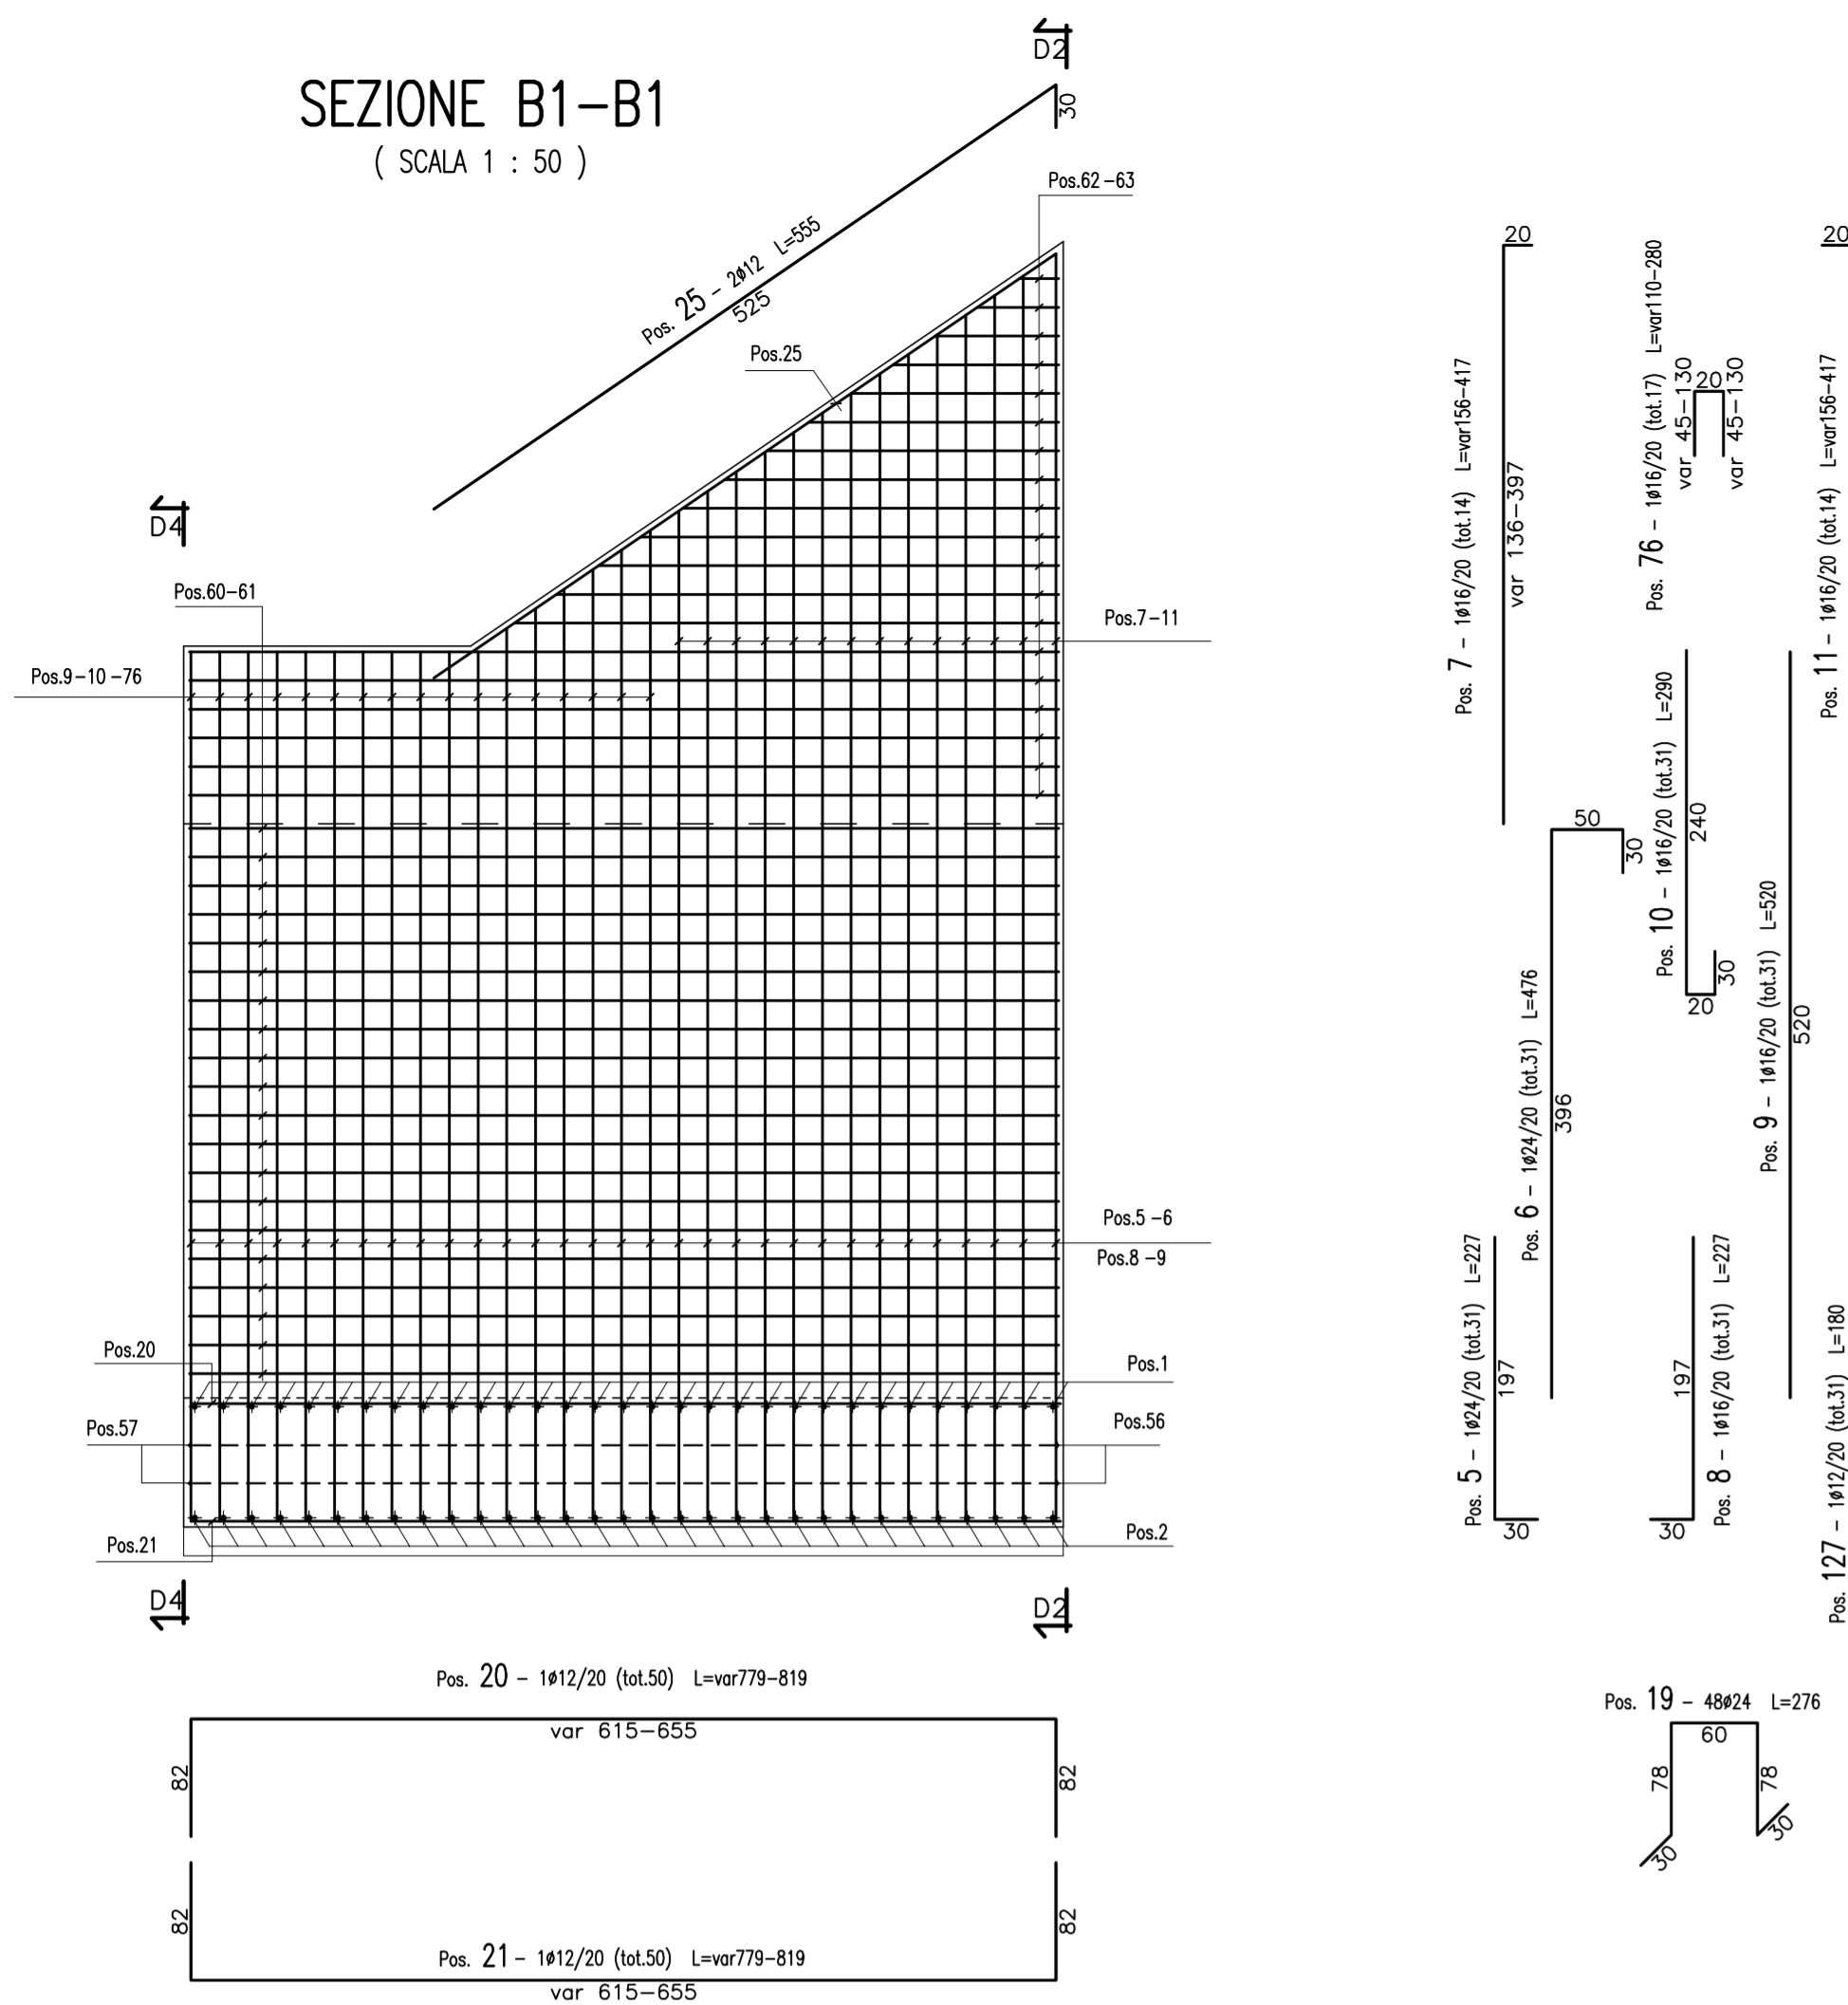 SEZIONE B1-B1
( SCALA 1 : 50 )
D2
30
Pos. 25 - 2ø12 L=555
525
Pos.62-63
Pos.25
D4
Pos.60-61
Pos.7-11
Pos.9-10-76
Pos.5-6
Pos.8-9
Pos.20
Pos.1
Pos.57
Pos.56
Pos.21
Pos.2
D4
D2
Pos. 20 - 1ø12/20 (tot.50) L=var779-819
var 615-655
82
82
82
82
Pos. 21 - 1ø12/20 (tot.50) L=var779-819
var 615-655
20
Pos. 7 - 1ø16/20 (tot.14) L=var156-417
var 136-397
Pos. 76 - 1ø16/20 (tot.17) L=var110-280
var 45-130
20
var 45-130
20
Pos. 11 - 1ø16/20 (tot.14) L=var156-417
50
30
Pos. 6 - 1ø24/20 (tot.31) L=476
396
Pos. 10 - 1ø16/20 (tot.31) L=290
240
30
20
Pos. 9 - 1ø16/20 (tot.31) L=520
520
Pos. 5 - 1ø24/20 (tot.31) L=227
197
30
197
30
Pos. 8 - 1ø16/20 (tot.31) L=227
Pos. 127 - 1ø12/20 (tot.31) L=180
Pos. 19 - 48ø24 L=276
60
78
78
30
30